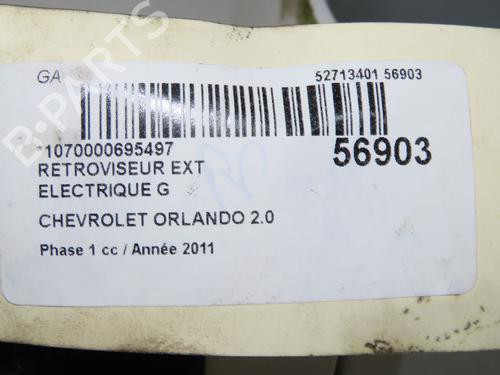 GA
52713401 56903
*1070000695497
56903
RETROVISEUR EXT
ELECTRIQUE G
CHEVROLET ORLANDO 2.0
Phase 1 cc / Année 2011
B-PARTS